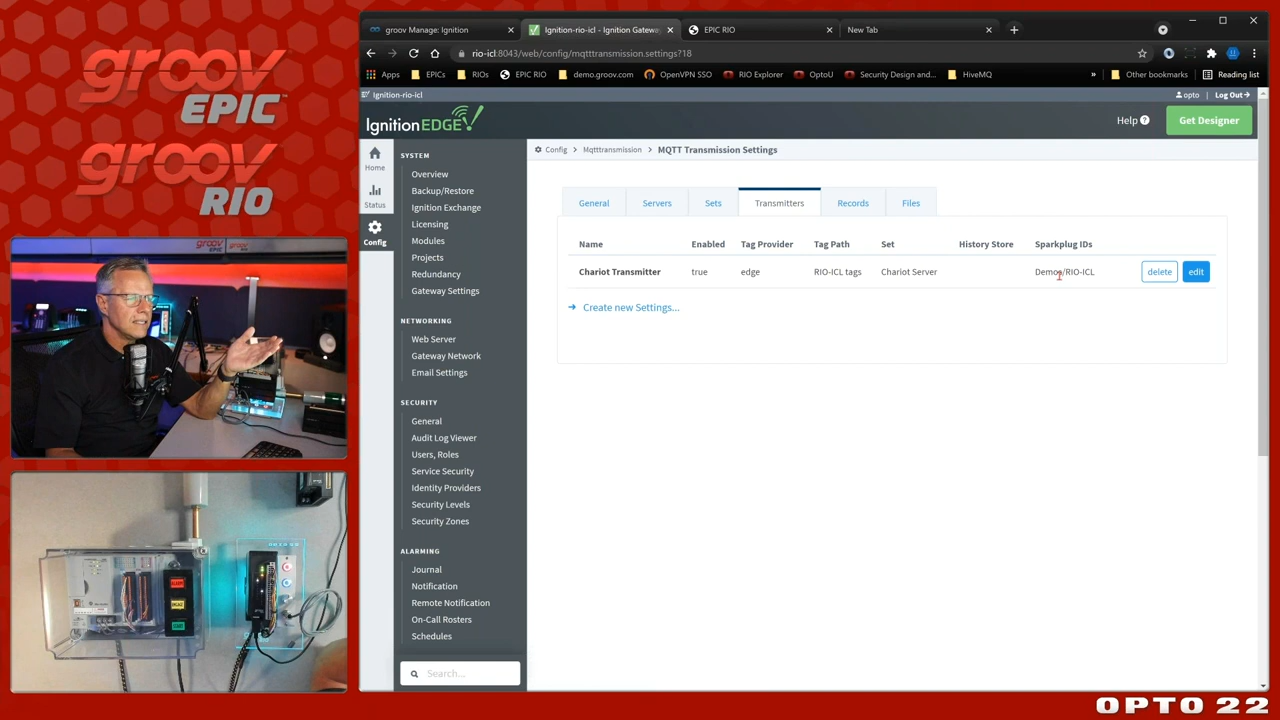 groov
EPIC™
groov
RIO
groov Manage: Ignition
Ignition-rio-icl - Ignition Gatewa
EPIC RIO
New Tab
rio-icl:8043/web/config/mqtttransmission.settings?18
Apps
EPICs
RIOs
EPIC RIO
demo.groov.com
OpenVPN SSO
RIO Explorer
OptoU
Security Design and...
HiveMQ
»
Other bookmarks
Reading list
Ignition-rio-icl
opto
Log Out
IgnitionEDGE!
Help
Get Designer
Home
Status
Config
SYSTEM
Overview
Backup/Restore
Ignition Exchange
Licensing
Modules
Projects
Redundancy
Gateway Settings
NETWORKING
Web Server
Gateway Network
Email Settings
SECURITY
General
Audit Log Viewer
Users, Roles
Service Security
Identity Providers
Security Levels
Security Zones
ALARMING
Journal
Notification
Remote Notification
On-Call Rosters
Schedules
Search...
Config > Mqtttransmission > MQTT Transmission Settings
General
Servers
Sets
Transmitters
Records
Files
Name Enabled Tag Provider Tag Path Set History Store Sparkplug IDs
Chariot Transmitter true edge RIO-ICL tags Chariot Server Demos/RIO-ICL delete edit
Create new Settings...
OPTO 22